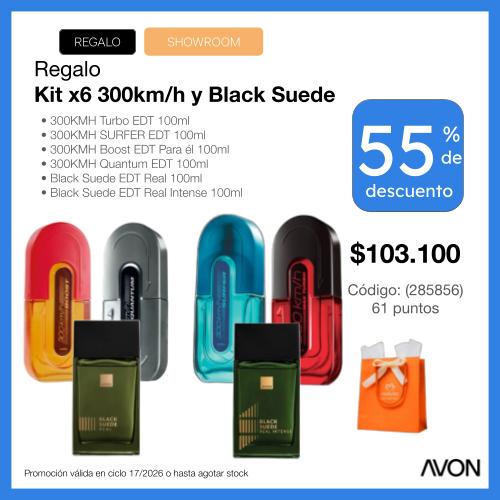 REGALO
SHOWROOM
Regalo
Kit x6 300km/h y Black Suede
• 300KMH Turbo EDT 100ml
• 300KMH SURFER EDT 100ml
• 300KMH Boost EDT Para él 100ml
• 300KMH Quantum EDT 100ml
• Black Suede EDT Real 100ml
• Black Suede EDT Real Intense 100ml
55 % de
descuento
$103.100
Código: (285856)
61 puntos
300km/h BOOST
QUANTUM
BLACK
SUEDE
REAL
BLACK
SUEDE
REAL INTENSE
Promoción válida en ciclo 17/2026 o hasta agotar stock
AVON